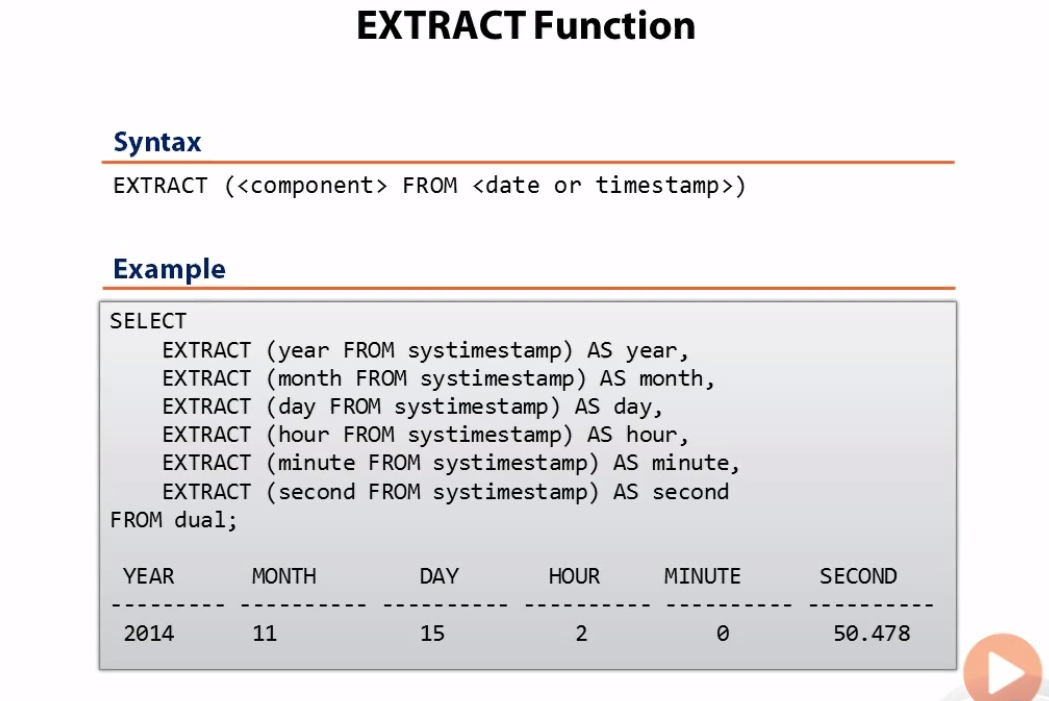 EXTRACT Function
Syntax
EXTRACT (<component> FROM <date or timestamp>)
Example
SELECT
EXTRACT (year FROM systimestamp) AS year,
EXTRACT (month FROM systimestamp) AS month,
EXTRACT (day FROM systimestamp) AS day,
EXTRACT (hour FROM systimestamp) AS hour,
EXTRACT (minute FROM systimestamp) AS minute,
EXTRACT (second FROM systimestamp) AS second
FROM dual;
YEAR MONTH DAY HOUR MINUTE SECOND
--------- ---------- ---------- ---------- ---------- ----------
2014 11 15 2 0 50.478